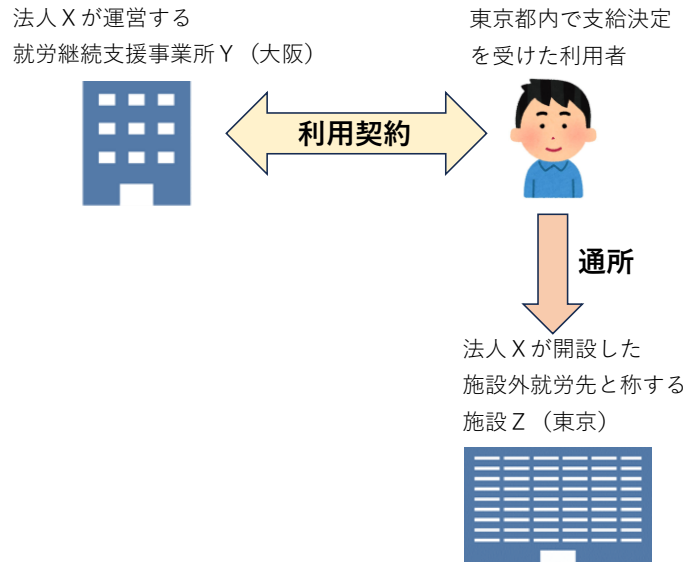 法人Ｘが運営する
就労継続支援事業所Ｙ（大阪）
東京都内で支給決定
を受けた利用者
利用契約
通所
法人Ｘが開設した
施設外就労先と称する
施設Ｚ（東京）